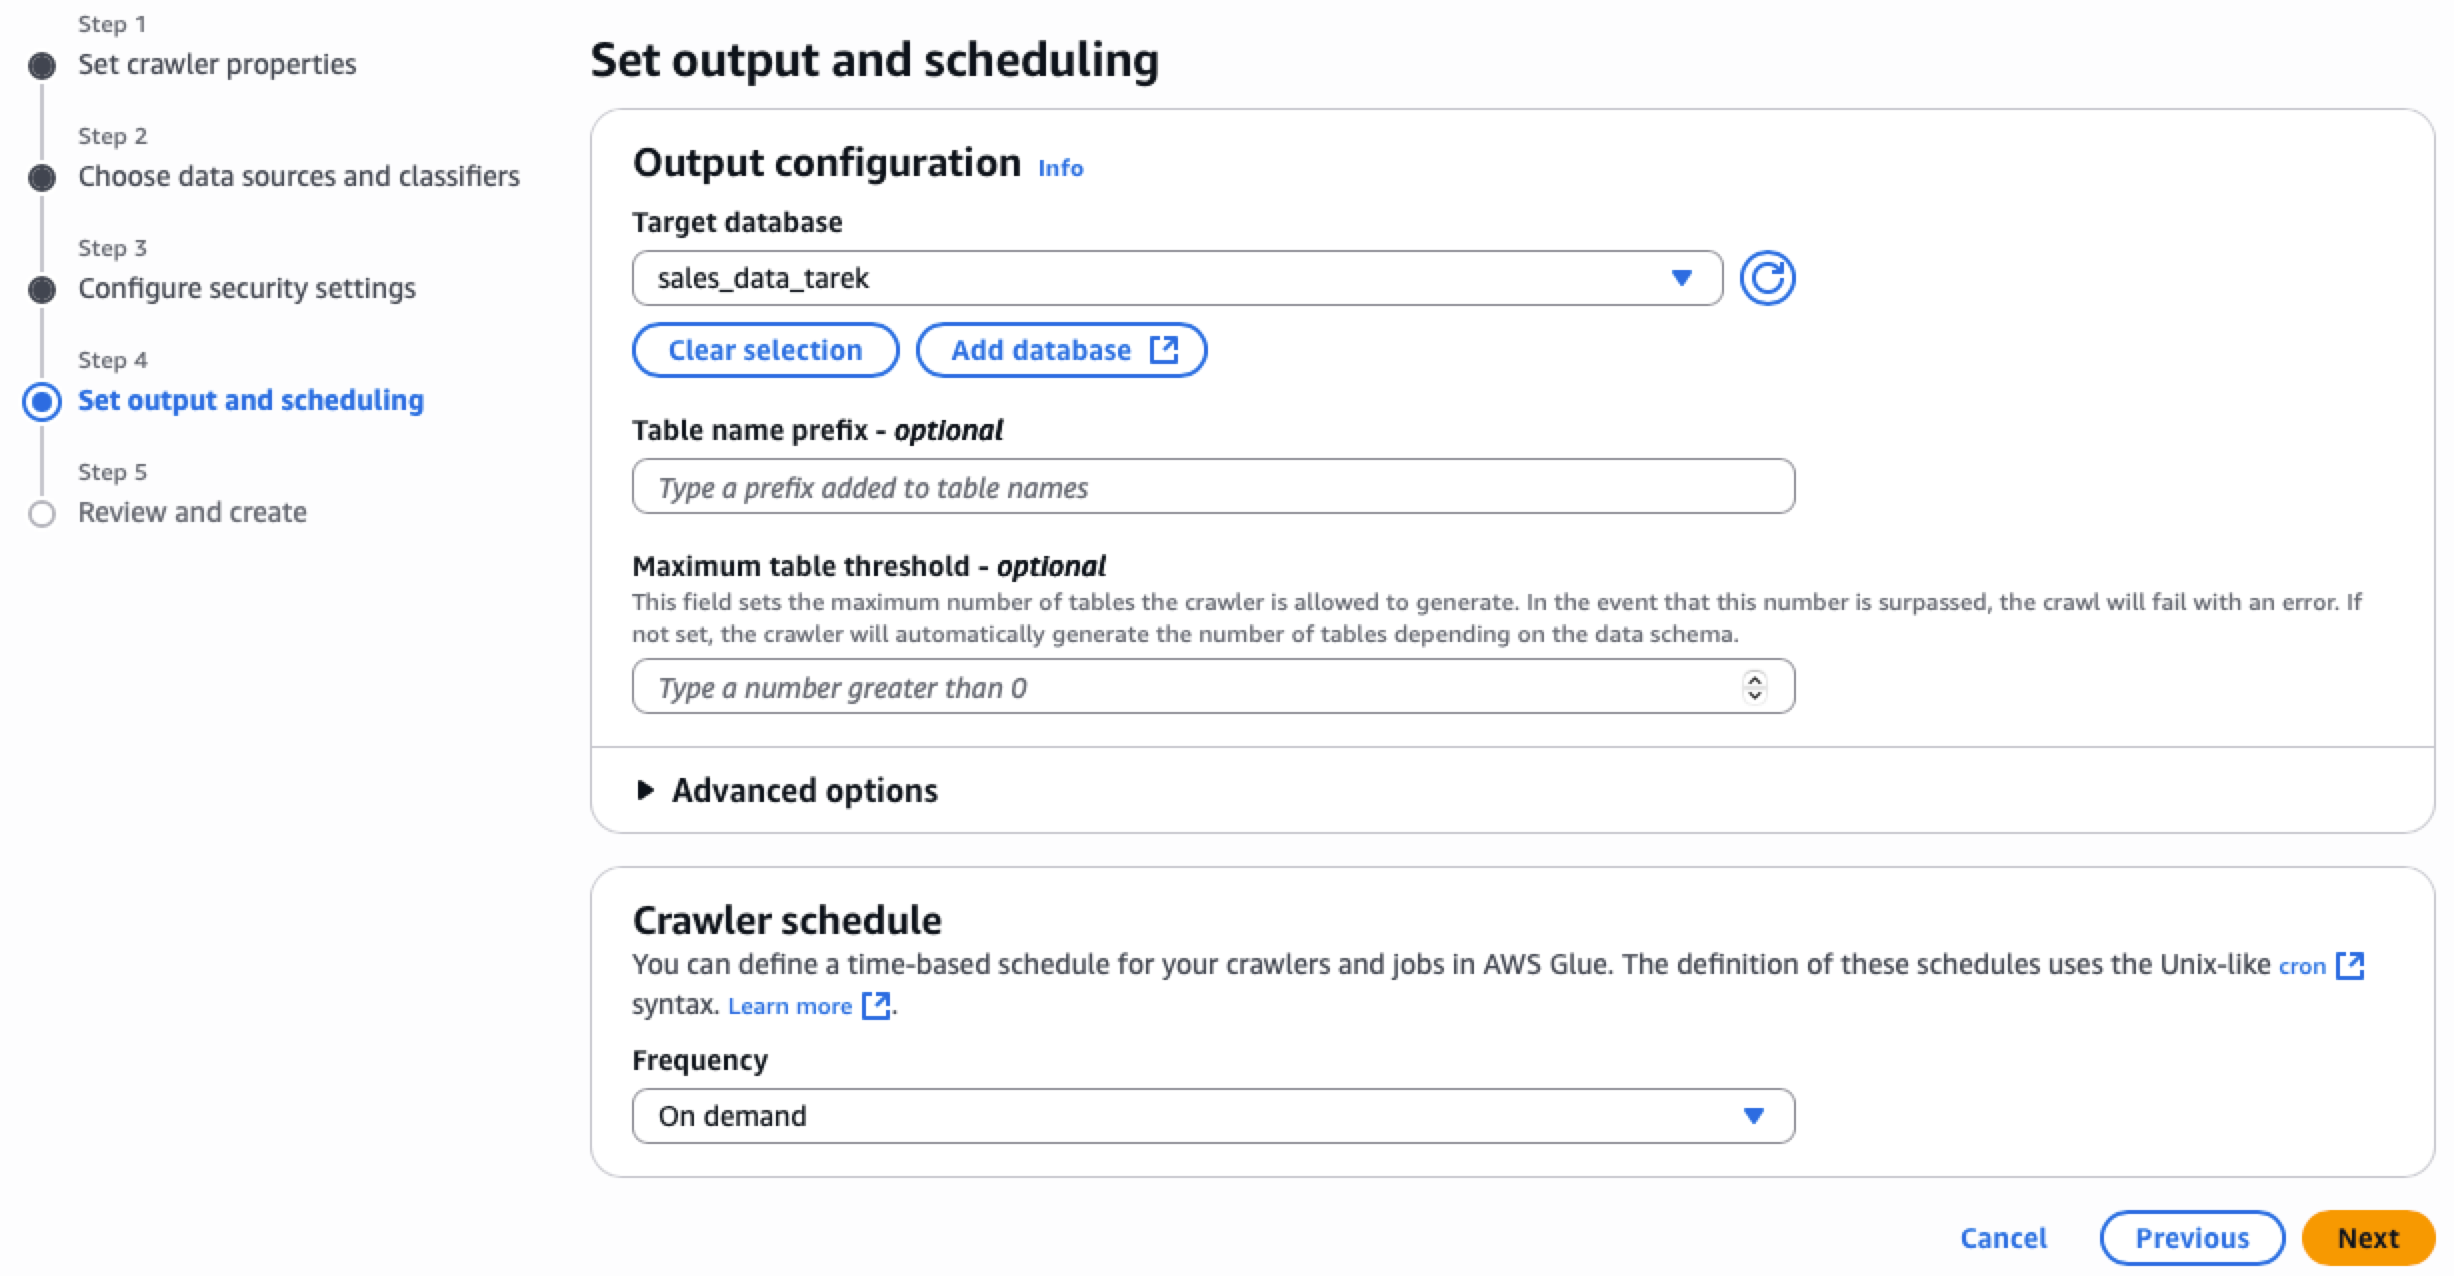 Step 1
Set crawler properties
Step 2
Choose data sources and classifiers
Step 3
Configure security settings
Step 4
Set output and scheduling
Step 5
Review and create
Set output and scheduling
Output configuration Info
Target database
sales_data_tarek
Clear selection Add database
Table name prefix - optional
Type a prefix added to table names
Maximum table threshold - optional
This field sets the maximum number of tables the crawler is allowed to generate. In the event that this number is surpassed, the crawl will fail with an error. If
not set, the crawler will automatically generate the number of tables depending on the data schema.
Type a number greater than 0
Advanced options
Crawler schedule
You can define a time-based schedule for your crawlers and jobs in AWS Glue. The definition of these schedules uses the Unix-like cron
syntax. Learn more .
Frequency
On demand
Cancel Previous Next